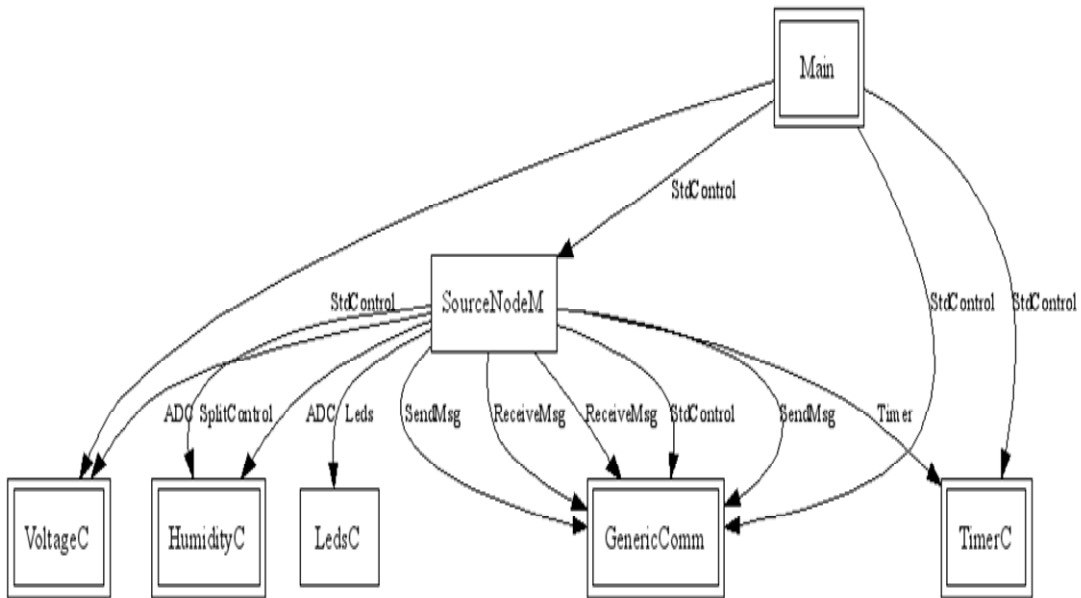 Main
StdControl
SourceNodeM
StdControl
StdControl
StdControl
ADC
SplitControl
ADC
Leds
SendMsg
ReceiveMsg
ReceiveMsg
StdControl
SendMsg
Timer
VoltageC
HumidityC
LedsC
GenericComm
TimerC